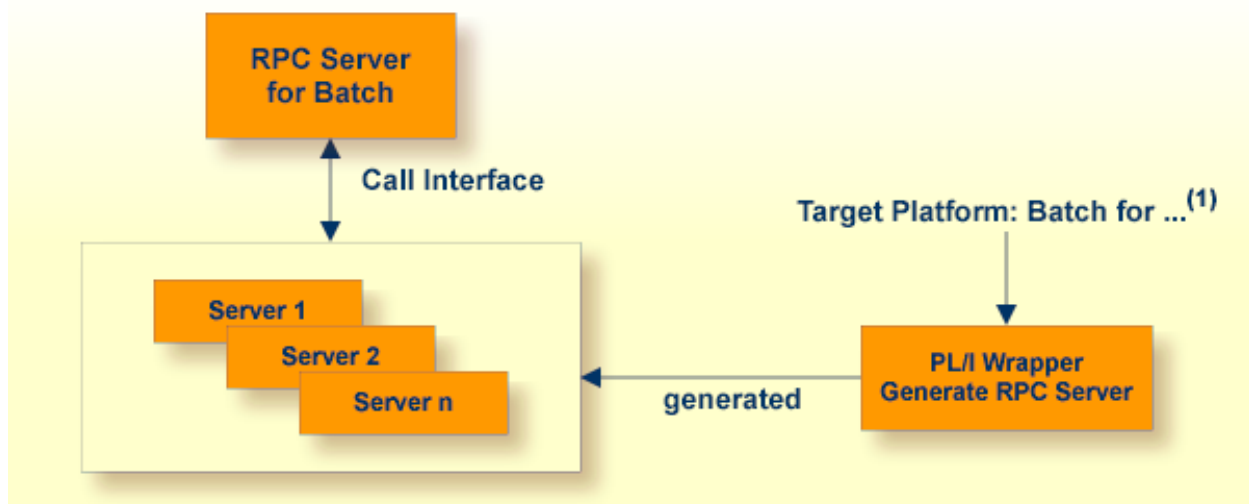 RPC Server
for Batch
Call Interface
Target Platform: Batch for ...(1)
Server 1
Server 2
Server n
PL/I Wrapper
Generate RPC Server
generated